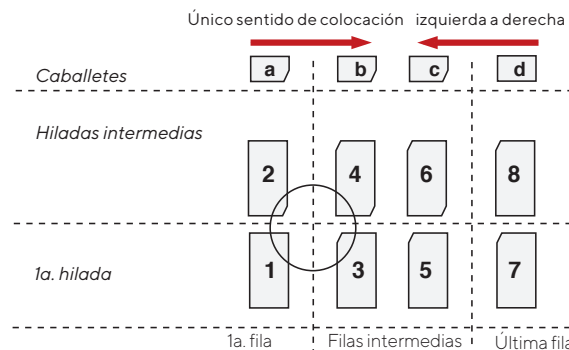 Único sentido de colocación izquierda a derecha
Caballetes a b c d
Hiladas intermedias
2 4 6 8
1a. hilada 1 3 5 7
1a. fila Filas intermedias Última fila